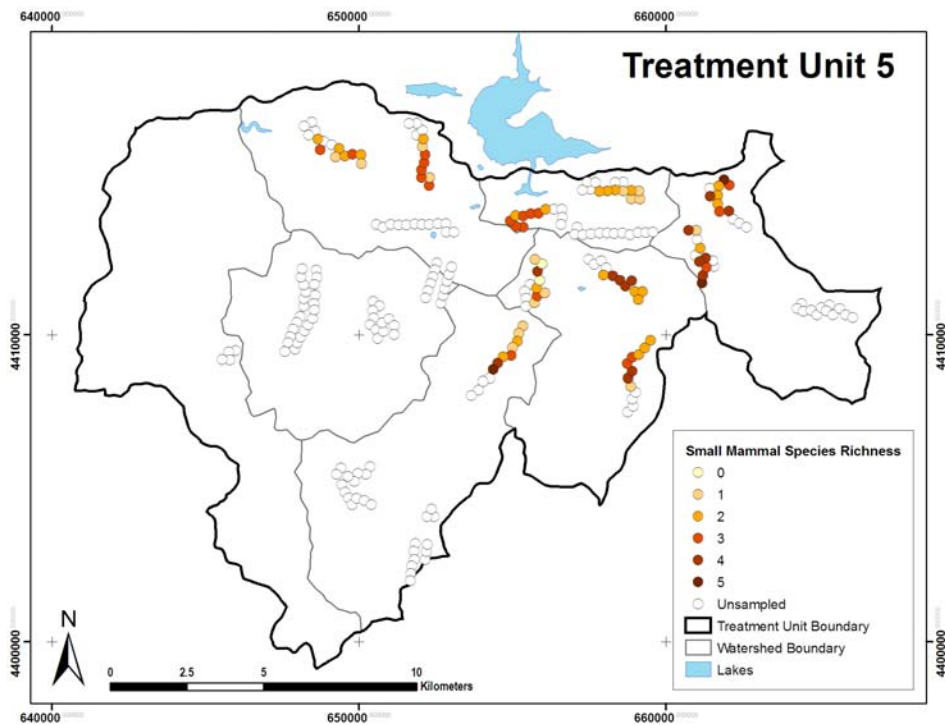 640000 650000 660000
Treatment Unit 5
4410000 4410000
Small Mammal Species Richness
0
1
2
3
4
5
Unsampled
Treatment Unit Boundary
Watershed Boundary
Lakes
N
4400000 4400000
0 2.5 5 10
Kilometers
640000 650000 660000